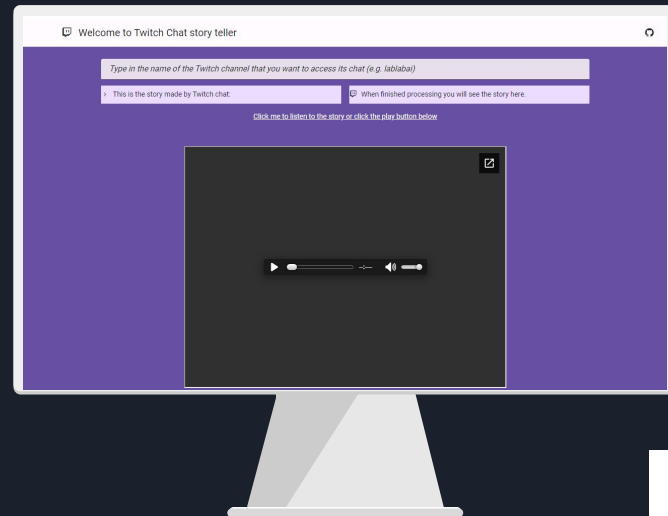 Welcome to Twitch Chat story teller
Type in the name of the Twitch channel that you want to access its chat (e.g. lablabai)
This is the story made by Twitch chat:
When finished processing you will see the story here.
Click me to listen to the story or click the play button below